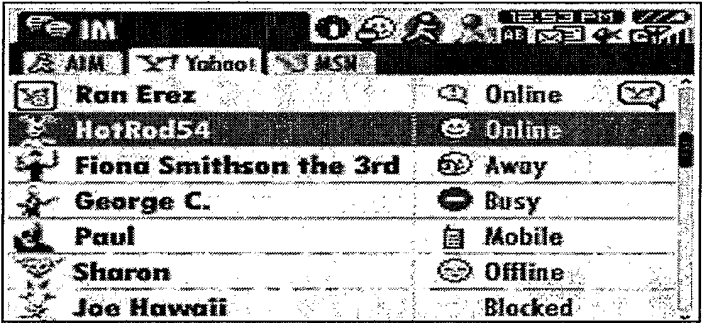 IM 12:53 PM
AIM Yahoo! MSN
Ran Erez Online
HotRod54 Online
Fiona Smithson the 3rd Away
George C. Busy
Paul Mobile
Sharon Offline
Joe Hawaii Blocked